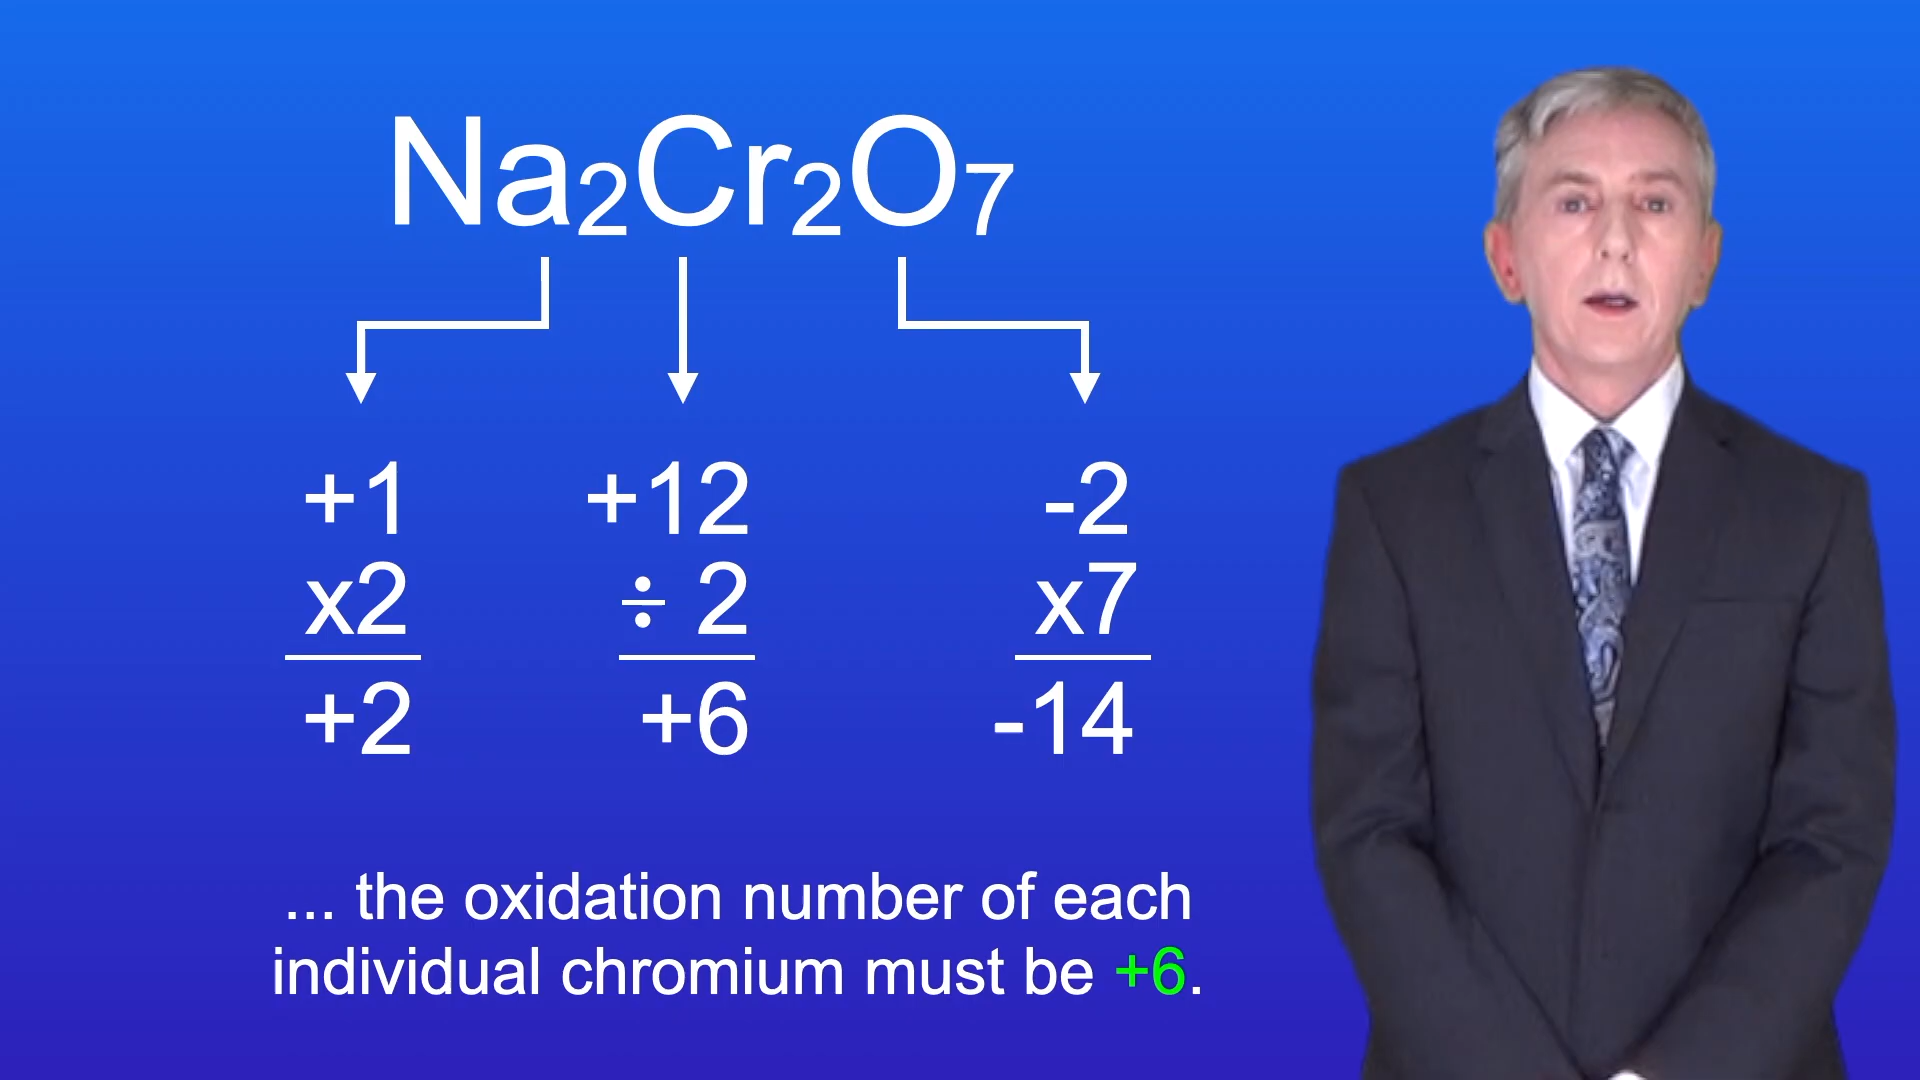 Na₂Cr₂O₇
+1 +12 -2
x2 ÷ 2 x7
+2 +6 -14
... the oxidation number of each
individual chromium must be +6.